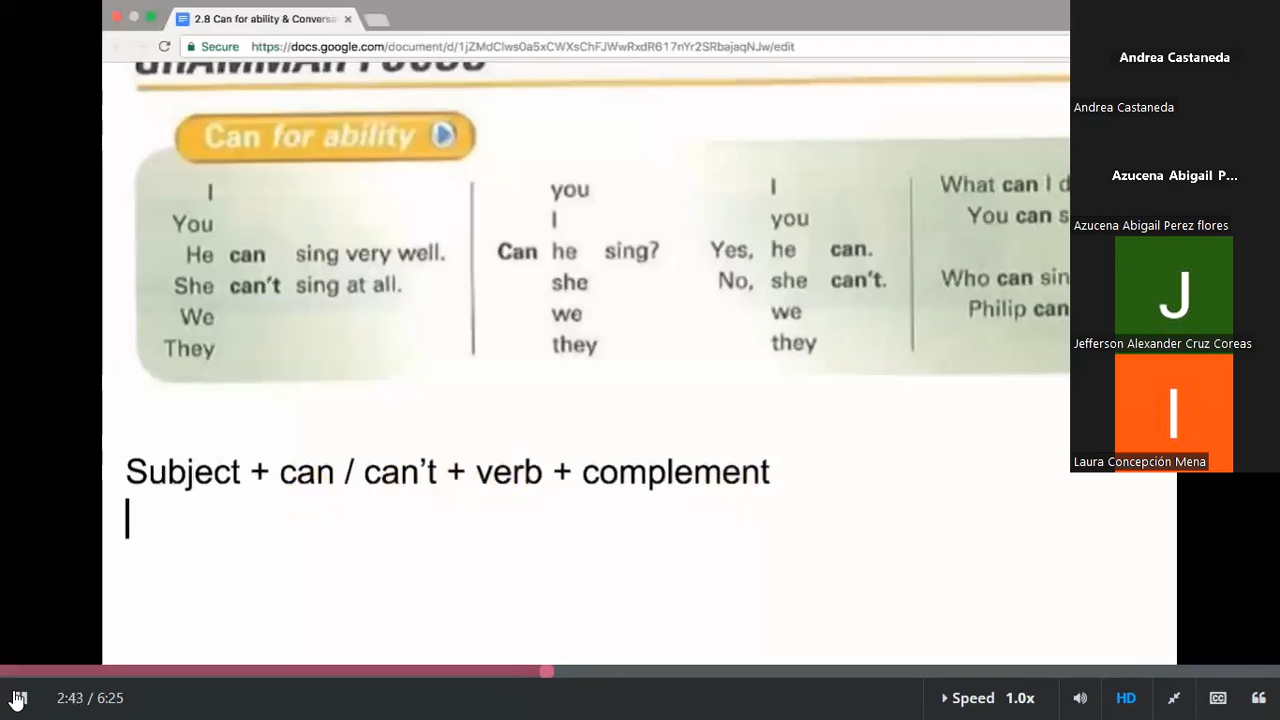 2.8 Can for ability & Conversa
Secure https://docs.google.com/document/d/1jZMdClws0a5xCWXsChFJWwRxdR617nYr2SRbajaqNJw/edit
GRAMMAR FOCUS
Can for ability
I
You
He can sing very well.
She can't sing at all.
We
They
you
I
Can he sing?
she
we
they
I
you
Yes, he can.
No, she can't.
we
they
What can I d
You can s
Who can sin
Philip can
Subject + can / can't + verb + complement
Andrea Castaneda
Andrea Castaneda
Azucena Abigail P...
Azucena Abigail Perez flores
J
Jefferson Alexander Cruz Coreas
I
Laura Concepción Mena
2:43 / 6:25
Speed 1.0x
HD
CC